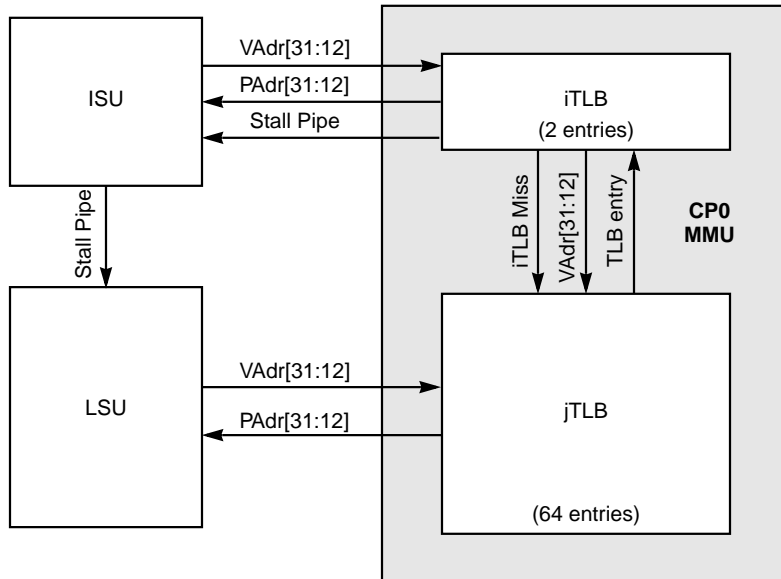 VAdr[31:12]
PAdr[31:12]
Stall Pipe
ISU
iTLB
(2 entries)
Stall Pipe
iTLB Miss
VAdr[31:12]
TLB entry
CP0
MMU
VAdr[31:12]
PAdr[31:12]
LSU
jTLB
(64 entries)